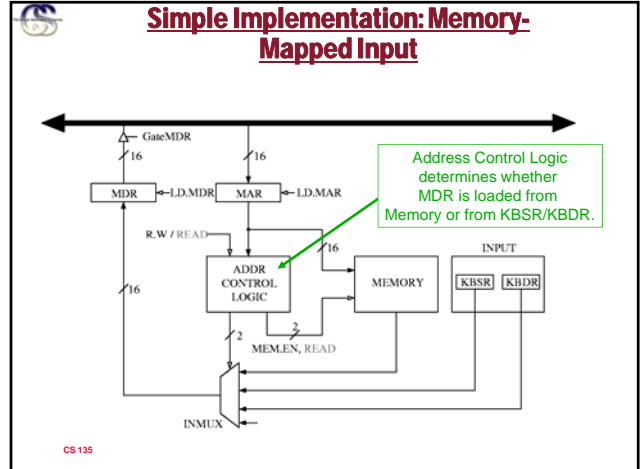 Simple Implementation: Memory-
Mapped Input
GateMDR
16
16
MDR
LD.MDR
MAR
LD.MAR
Address Control Logic
determines whether
MDR is loaded from
Memory or from KBSR/KBDR.
R.W / READ
16
INPUT
ADDR
CONTROL
LOGIC
MEMORY
KBSR
KBDR
16
2
2
MEM.EN, READ
INMUX
CS 135